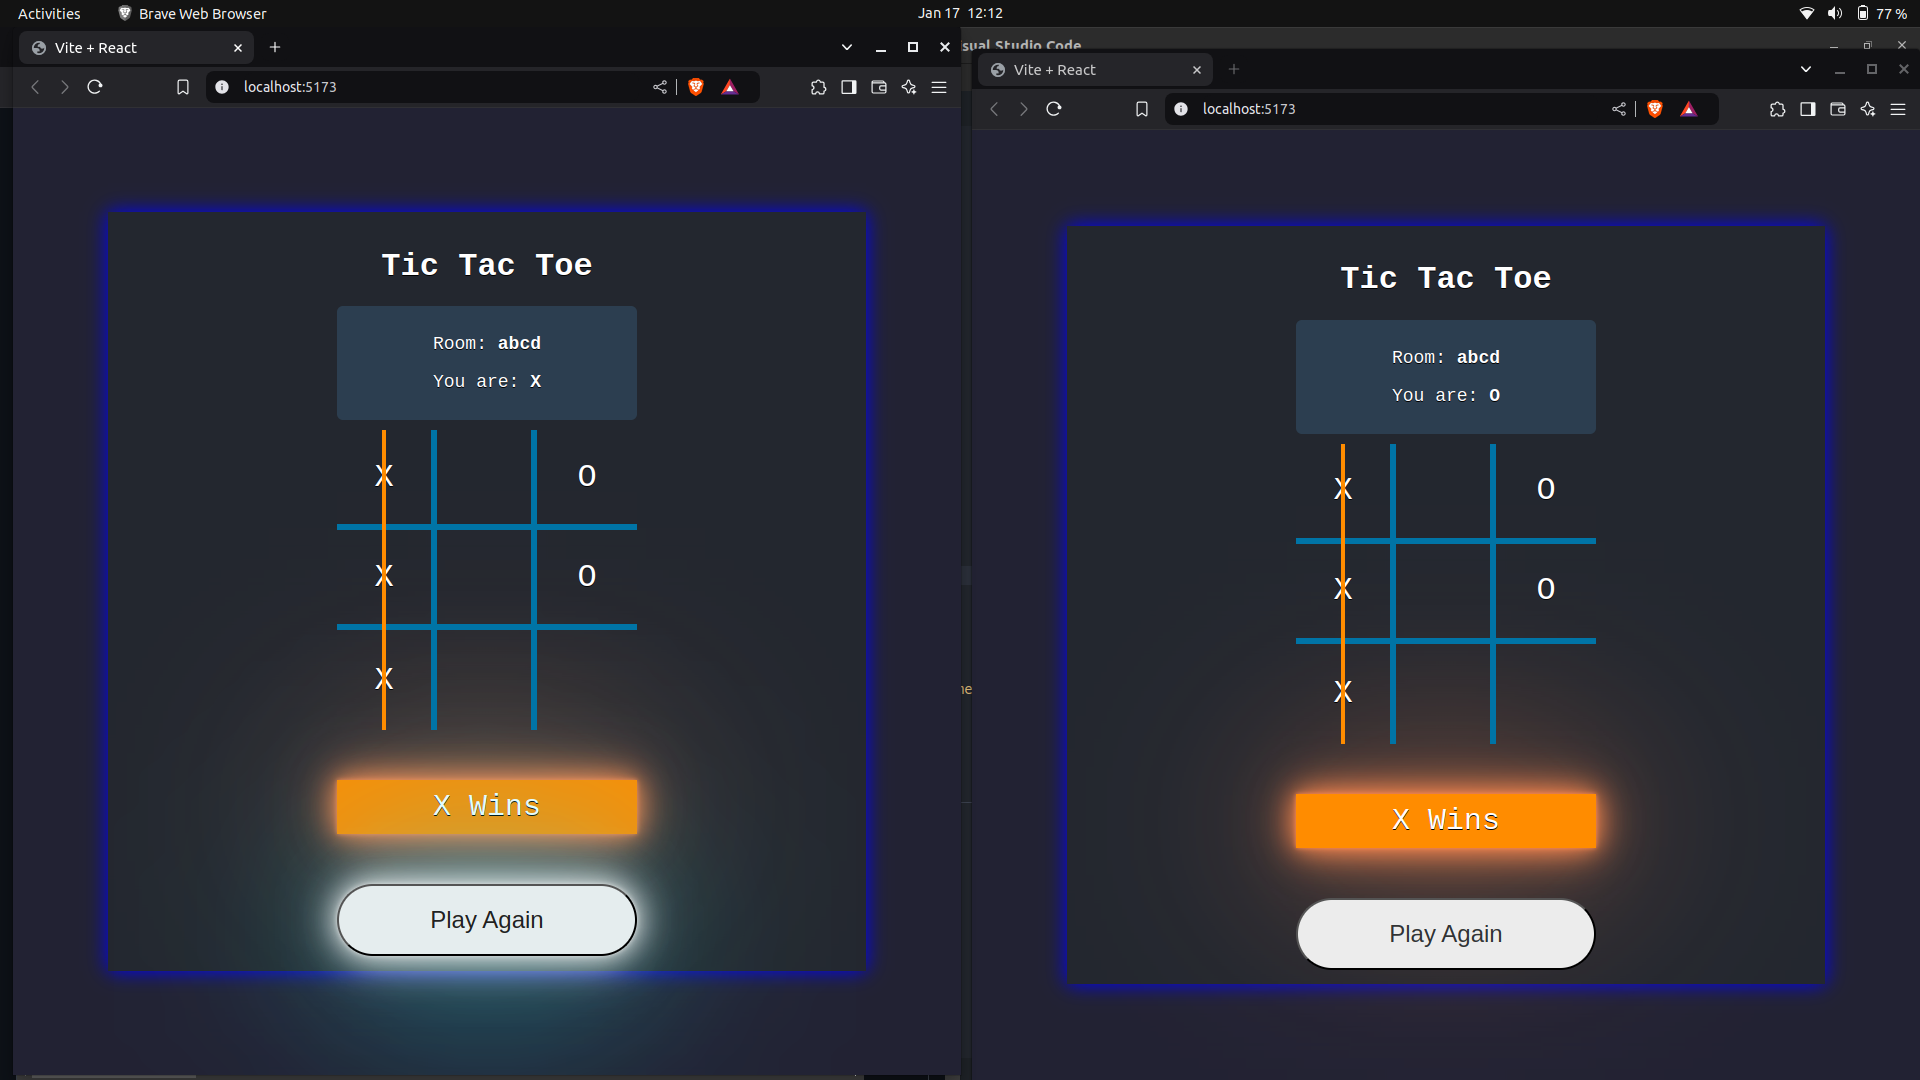 Activities
Brave Web Browser
Jan 17 12:12
77 %
Vite + React
localhost:5173
Tic Tac Toe
Room: abcd
You are: X
X O
X O
X
X Wins
Play Again
Visual Studio Code
Vite + React
localhost:5173
Tic Tac Toe
Room: abcd
You are: O
X O
X O
X
X Wins
Play Again